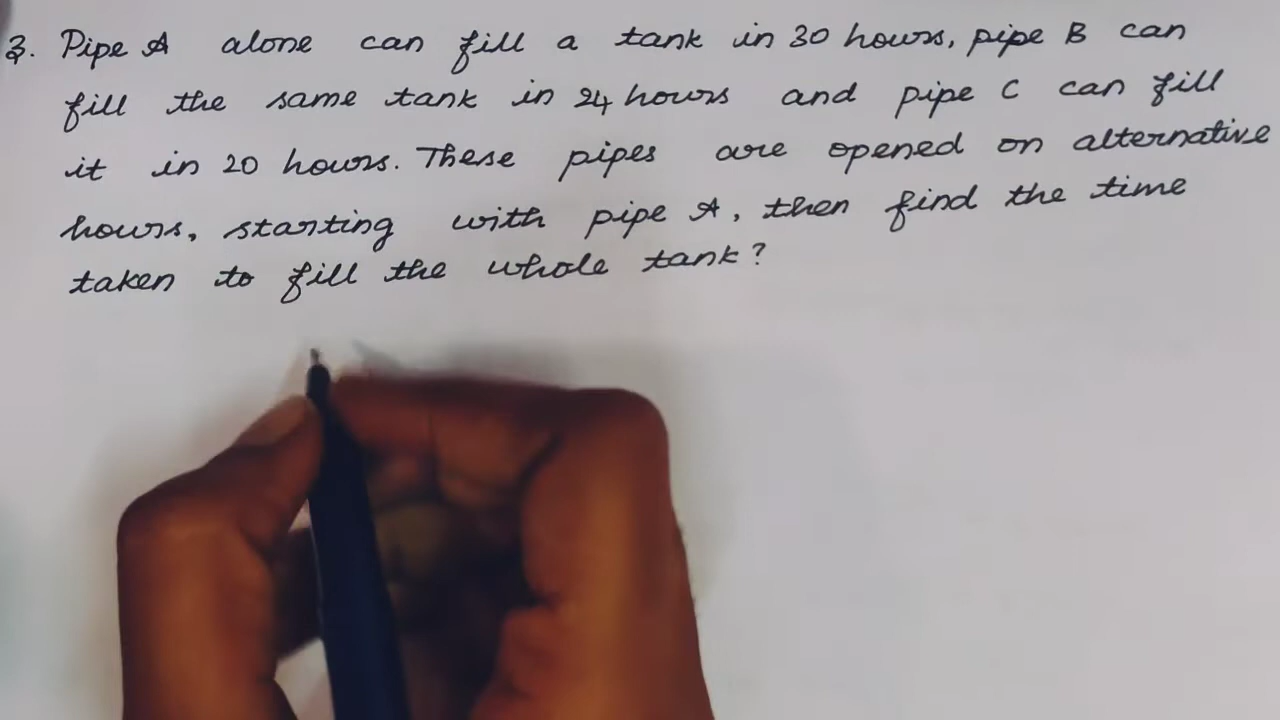 3. Pipe A alone can fill a tank in 30 hours, pipe B can
fill the same tank in 24 hours and pipe C can fill
it in 20 hours. These pipes are opened on alternative
hours, starting with pipe A, then find the time
taken to fill the whole tank?